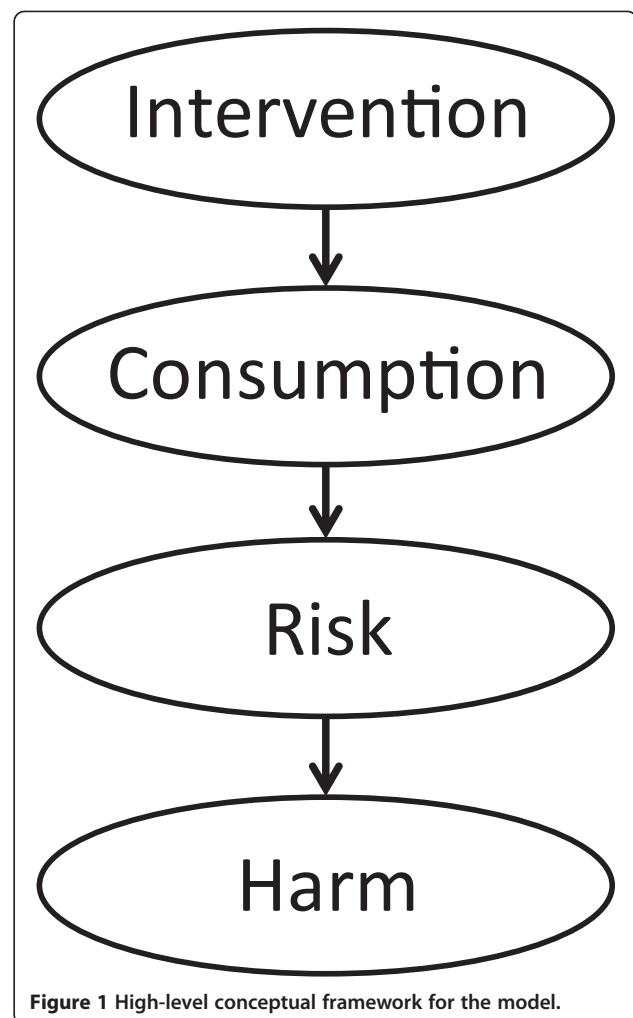 Intervention
Consumption
Risk
Harm
Figure 1 High-level conceptual framework for the model.